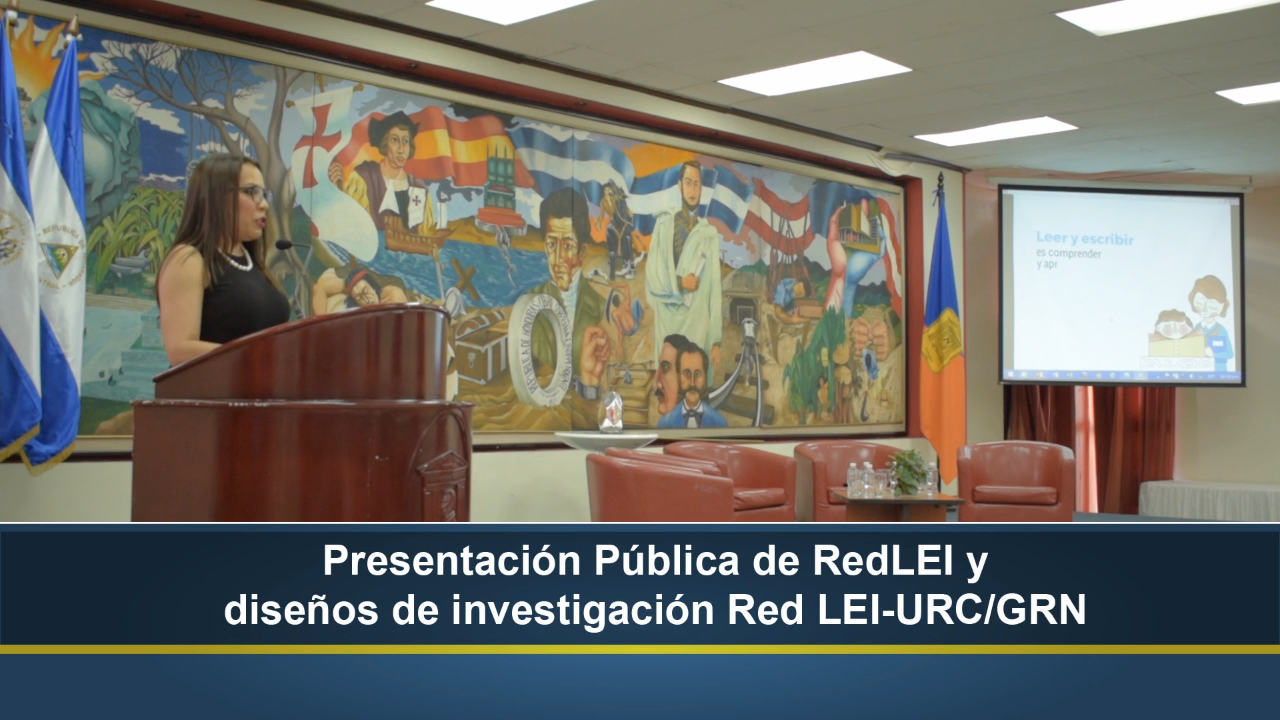 Leer y escribir
es comprender
y apr
Presentación Pública de RedLEI y
diseños de investigación Red LEI-URC/GRN